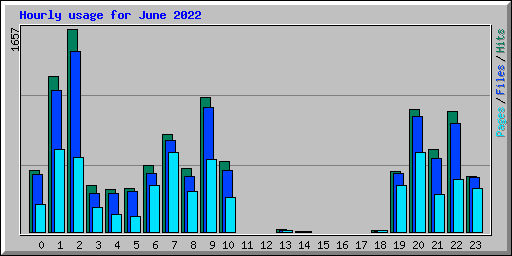 Hourly usage for June 2022
1657
Pages/Files/Hits
0 1 2 3 4 5 6 7 8 9 10 11 12 13 14 15 16 17 18 19 20 21 22 23